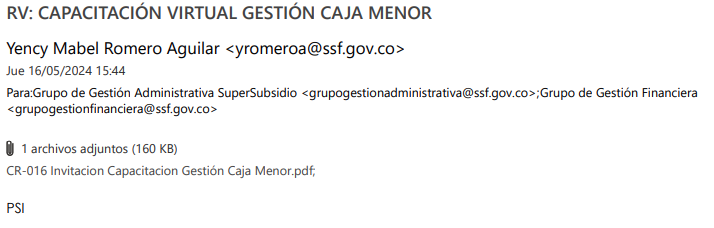 RV: CAPACITACIÓN VIRTUAL GESTIÓN CAJA MENOR
Yency Mabel Romero Aguilar <yromeroa@ssf.gov.co>
Jue 16/05/2024 15:44
Para:Grupo de Gestión Administrativa SuperSubsidio <grupogestionadministrativa@ssf.gov.co>;Grupo de Gestión Financiera
<grupogestionfinanciera@ssf.gov.co>
1 archivos adjuntos (160 KB)
CR-016 Invitacion Capacitacion Gestión Caja Menor.pdf;
PSI